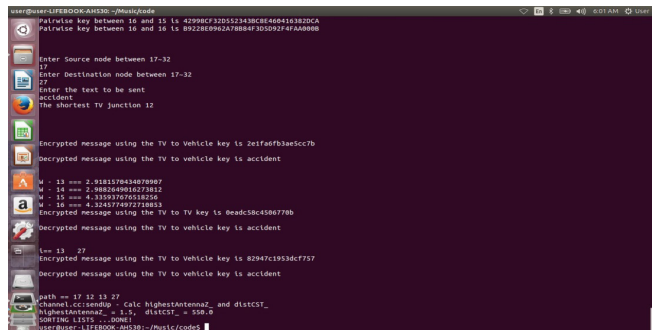 user@user-LIFEBOOK-AH530: ~/Music/code
En
6:01 AM
User
Pairwise key between 16 and 15 is 42998CF32D552343BC8E460416382DCA
Pairwise key between 16 and 16 is B9228E0962A78B84F3D5D92F4FAA000B
Enter Source node between 17-32
17
Enter Destination node between 17-32
27
Enter the text to be sent
accident
The shortest TV junction 12
Encrypted message using the TV to Vehicle key is 2e1fa6fb3ae5cc7b
Decrypted message using the TV to vehicle key is accident
W - 13 === 2.9181570434070907
W - 14 === 2.9882649016273812
W - 15 === 4.335937676518256
W - 16 === 4.3245774972710853
Encrypted message using the TV to TV key is 0eadc58c4506770b
Decrypted message using the TV to vehicle key is accident
i== 13 27
Encrypted message using the TV to Vehicle key is 82947c1953dcf757
Decrypted message using the TV to vehicle key is accident
path == 17 12 13 27
channel.cc:sendUp - Calc highestAntennaZ_ and distCST_
highestAntennaZ_ = 1.5, distCST_ = 550.0
SORTING LISTS ...DONE!
user@user-LIFEBOOK-AH530:~/Music/code$